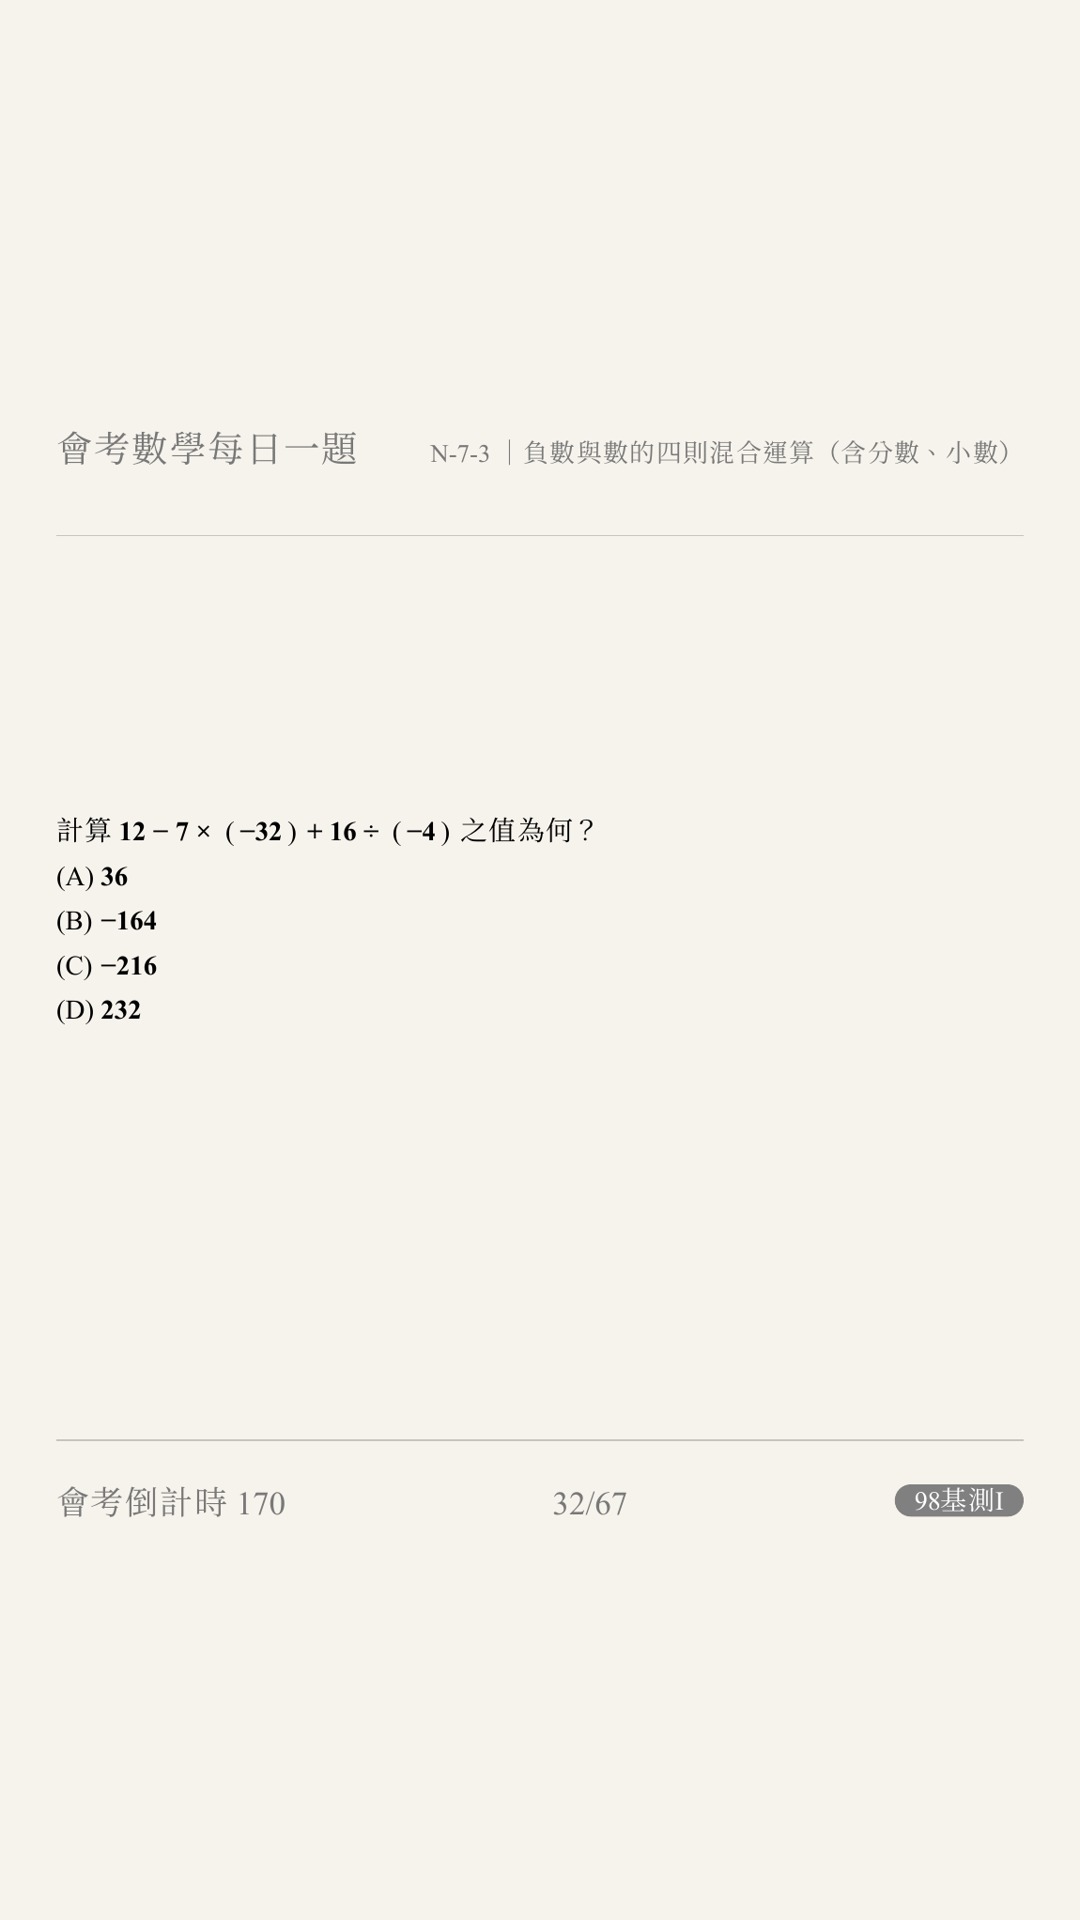 會考數學每日一題
N-7-3｜負數與數的四則混合運算（含分數、小數）
計算 12 − 7 × （−32）+ 16 ÷ （−4）之值為何？
(A) 36
(B) −164
(C) −216
(D) 232
會考倒計時 170
32/67
98基測I